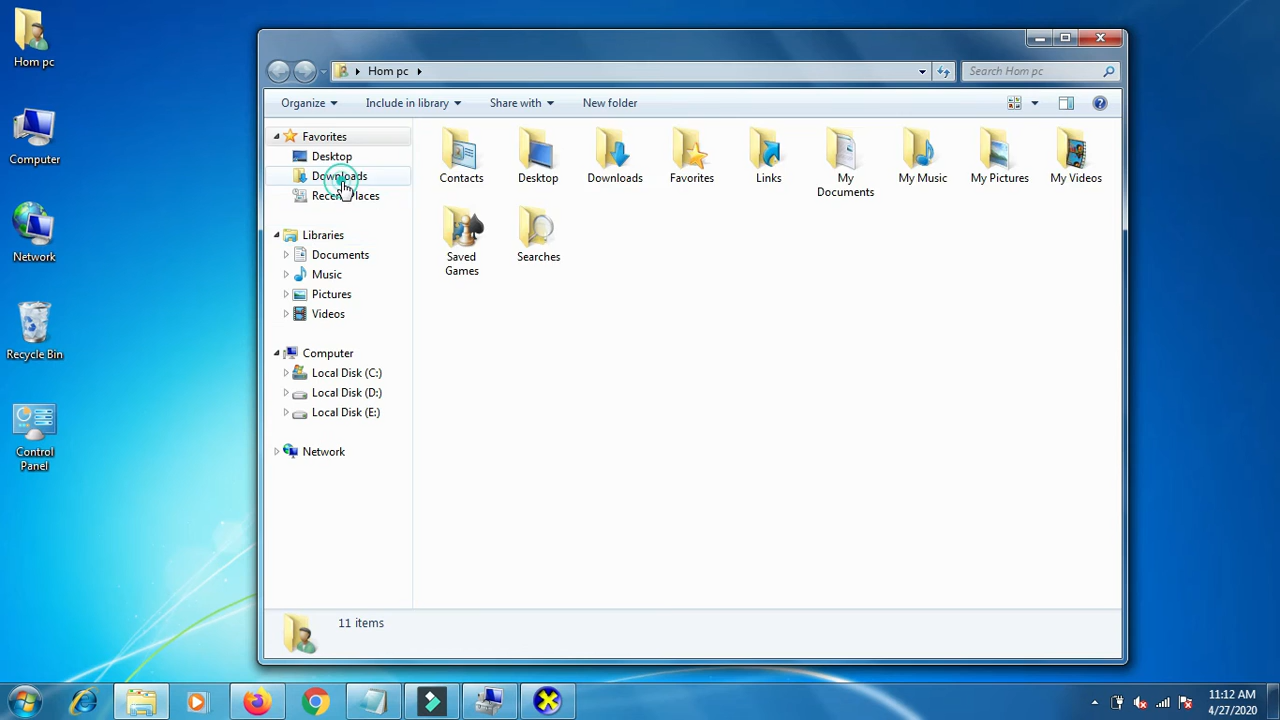 Hom pc
Computer
Network
Recycle Bin
Control
Panel
Hom pc
Search Hom pc
Organize
Include in library
Share with
New folder
Favorites
Desktop
Downloads
Recent Places
Libraries
Documents
Music
Pictures
Videos
Computer
Local Disk (C:)
Local Disk (D:)
Local Disk (E:)
Network
Contacts
Desktop
Downloads
Favorites
Links
My
Documents
My Music
My Pictures
My Videos
Saved
Games
Searches
11 items
11:12 AM
4/27/2020